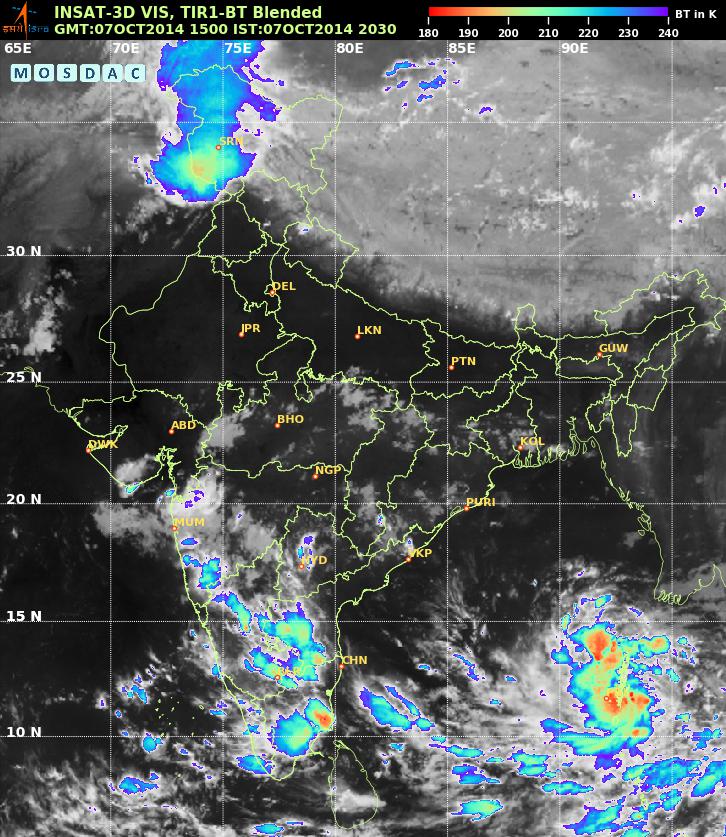 INSAT-3D VIS, TIR1-BT Blended
GMT:07OCT2014 1500 IST:07OCT2014 2030
BT in K
180 190 200 210 220 230 240
65E 70E 75E 80E 85E 90E
MOSDAC
SRN
30 N
DEL
JPR
LKN
GUW
PTN
25 N
BHO
ABD
DWK
KOL
NGP
20 N
PURI
MUM
VKP
HYD
15 N
CHN
10 N